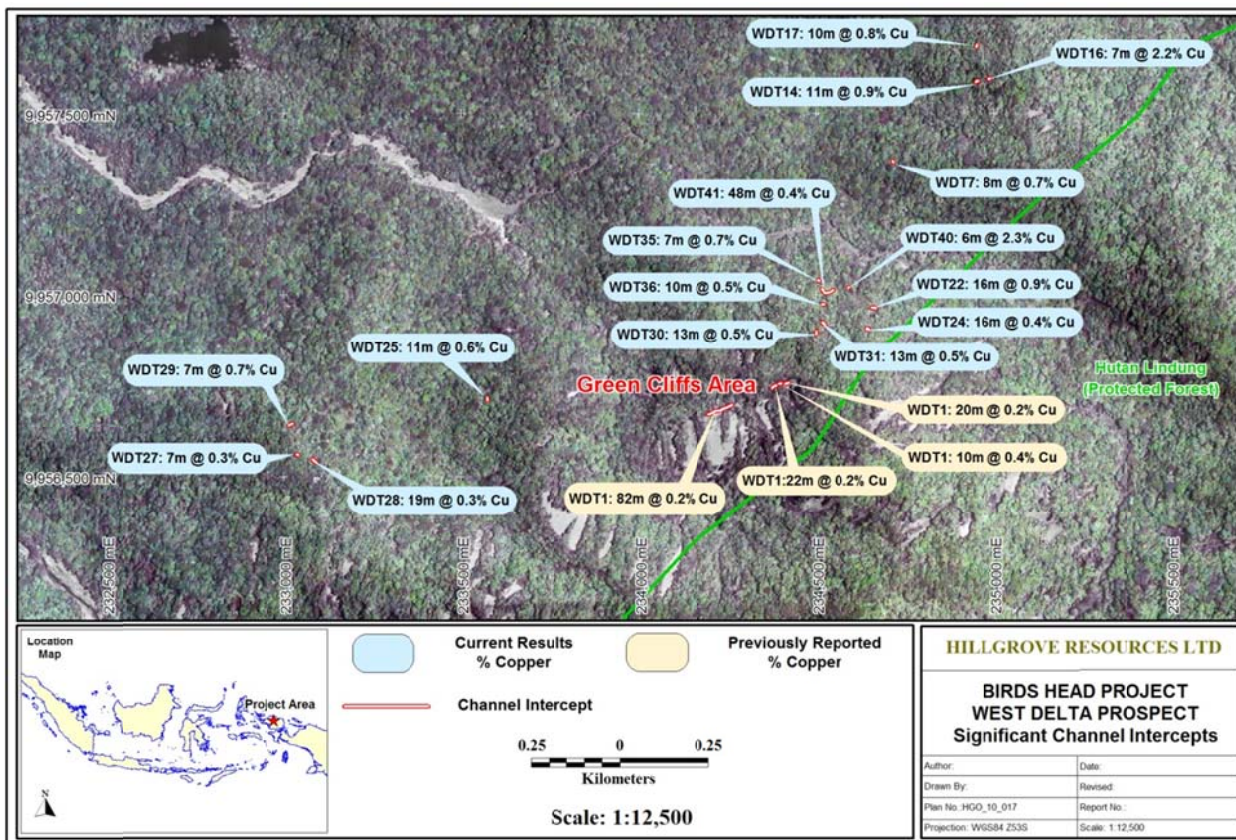 WDT17: 10m @ 0.8% Cu
WDT16: 7m @ 2.2% Cu
WDT14: 11m @ 0.9% Cu
9,957,500 mN
WDT7: 8m @ 0.7% Cu
WDT41: 48m @ 0.4% Cu
WDT35: 7m @ 0.7% Cu
WDT40: 6m @ 2.3% Cu
WDT36: 10m @ 0.5% Cu
WDT22: 16m @ 0.9% Cu
9,957,000 mN
WDT30: 13m @ 0.5% Cu
WDT24: 16m @ 0.4% Cu
WDT25: 11m @ 0.6% Cu
WDT31: 13m @ 0.5% Cu
WDT29: 7m @ 0.7% Cu
Green Cliffs Area
Hutan Lindung
(Protected Forest)
WDT1: 20m @ 0.2% Cu
WDT27: 7m @ 0.3% Cu
WDT1: 10m @ 0.4% Cu
9,956,500 mN
WDT28: 19m @ 0.3% Cu
WDT1:22m @ 0.2% Cu
WDT1: 82m @ 0.2% Cu
232,500 mE
233,000 mE
233,500 mE
234,000 mE
234,500 mE
235,000 mE
235,500 mE
Location
Map
Project Area
N
Current Results
% Copper
Previously Reported
% Copper
Channel Intercept
0.25 0 0.25
Kilometers
Scale: 1:12,500
HILLGROVE RESOURCES LTD
BIRDS HEAD PROJECT
WEST DELTA PROSPECT
Significant Channel Intercepts
Author: Date:
Drawn By: Revised:
Plan No.:HGO_10_017 Report No.:
Projection: WGS84 Z53S Scale: 1:12,500